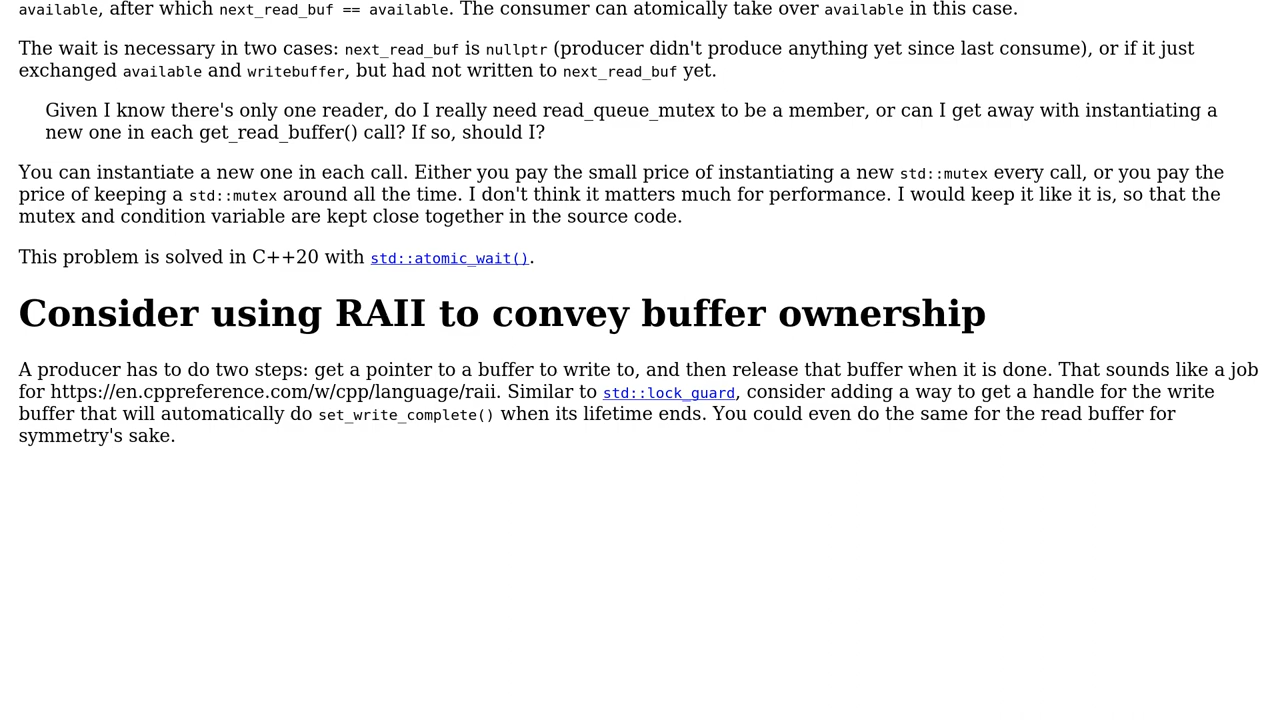 available, after which next_read_buf == available. The consumer can atomically take over available in this case.
The wait is necessary in two cases: next_read_buf is nullptr (producer didn't produce anything yet since last consume), or if it just
exchanged available and writebuffer, but had not written to next_read_buf yet.
Given I know there's only one reader, do I really need read_queue_mutex to be a member, or can I get away with instantiating a
new one in each get_read_buffer() call? If so, should I?
You can instantiate a new one in each call. Either you pay the small price of instantiating a new std::mutex every call, or you pay the
price of keeping a std::mutex around all the time. I don't think it matters much for performance. I would keep it like it is, so that the
mutex and condition variable are kept close together in the source code.
This problem is solved in C++20 with std::atomic_wait().
Consider using RAII to convey buffer ownership
A producer has to do two steps: get a pointer to a buffer to write to, and then release that buffer when it is done. That sounds like a job
for https://en.cppreference.com/w/cpp/language/raii. Similar to std::lock_guard, consider adding a way to get a handle for the write
buffer that will automatically do set_write_complete() when its lifetime ends. You could even do the same for the read buffer for
symmetry's sake.